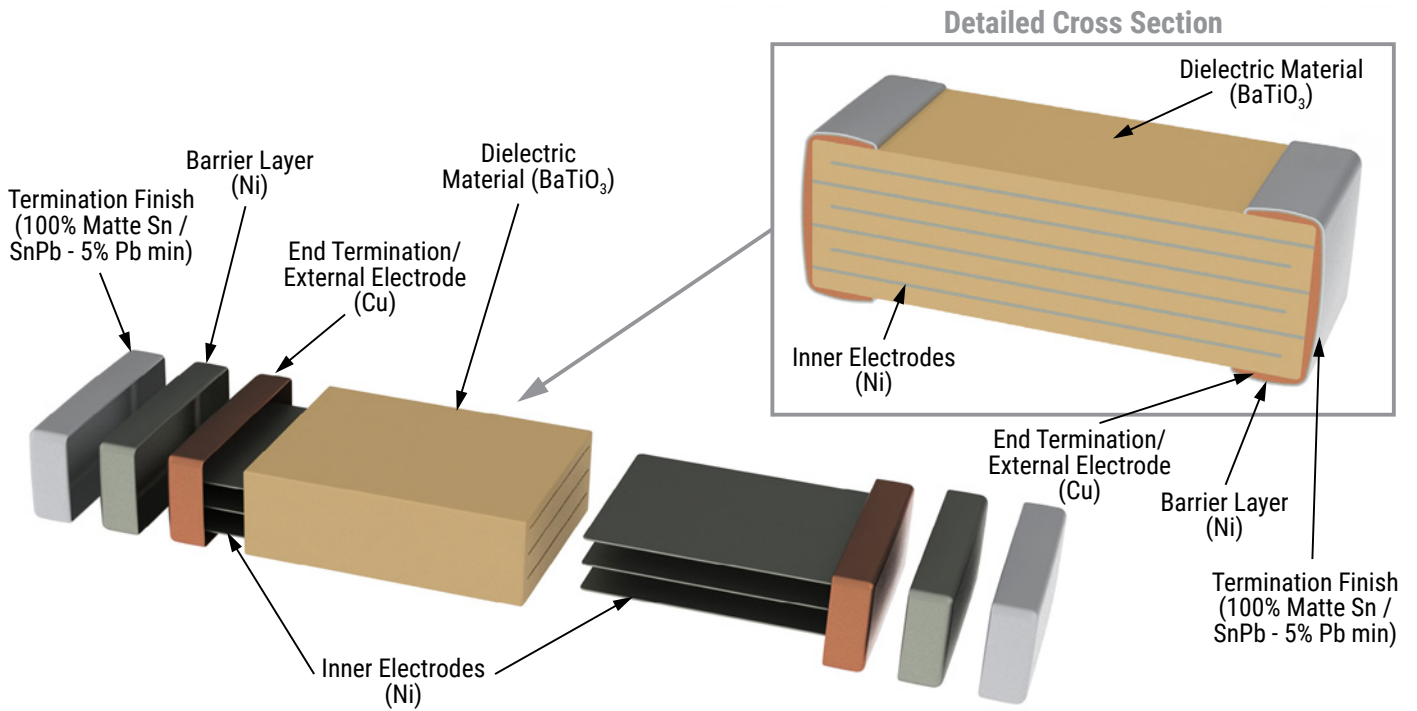 Detailed Cross Section
Dielectric Material
(BaTiO₃)
Inner Electrodes
(Ni)
End Termination/
External Electrode
(Cu)
Barrier Layer
(Ni)
Termination Finish
(100% Matte Sn /
SnPb - 5% Pb min)
Termination Finish
(100% Matte Sn /
SnPb - 5% Pb min)
Barrier Layer
(Ni)
End Termination/
External Electrode
(Cu)
Dielectric
Material (BaTiO₃)
Inner Electrodes
(Ni)